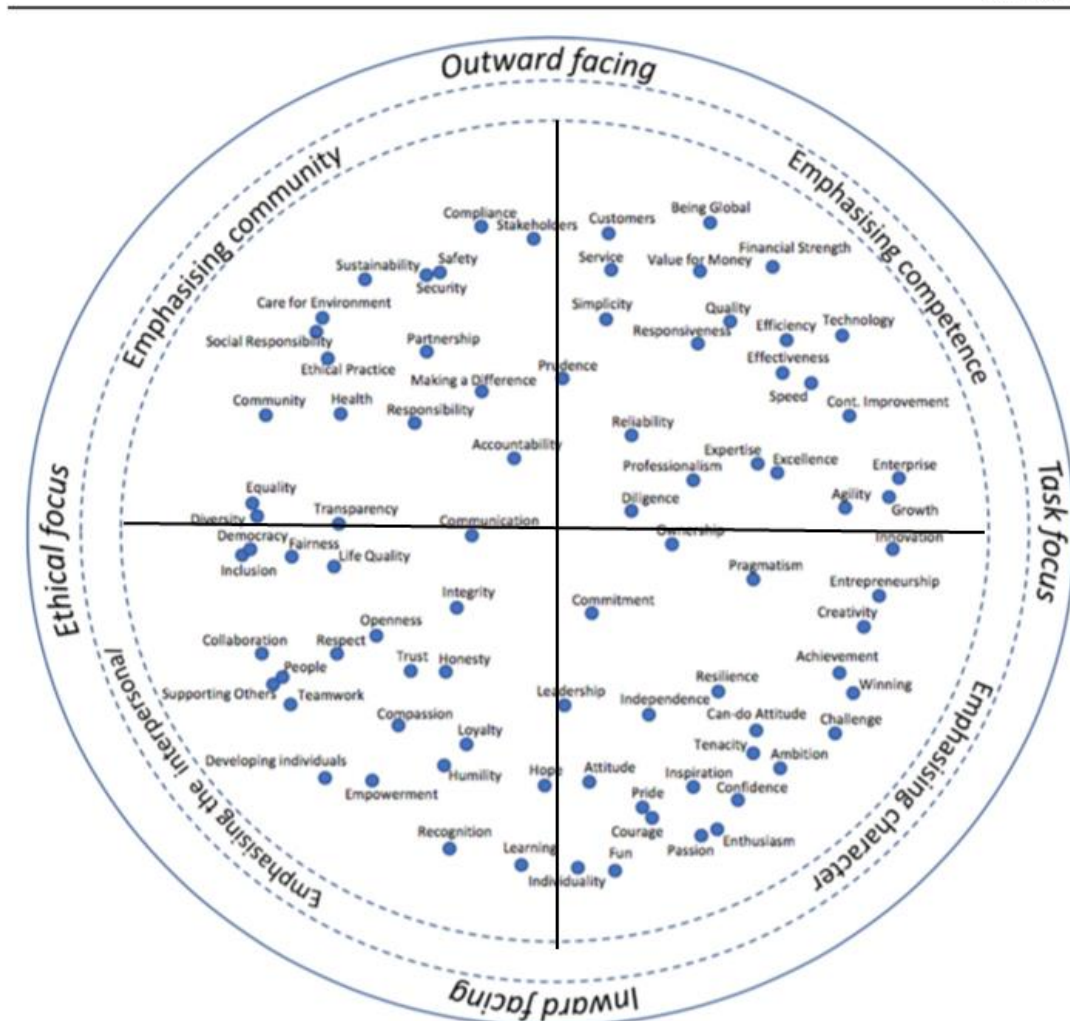 Outward facing
Emphasising community
Emphasising competence
Compliance
Stakeholders
Customers
Being Global
Sustainability
Safety
Security
Service
Value for Money
Financial Strength
Care for Environment
Simplicity
Quality
Social Responsibility
Partnership
Responsiveness
Efficiency
Technology
Ethical Practice
Making a Difference
Prudence
Effectiveness
Community
Health
Responsibility
Speed
Cont. Improvement
Accountability
Reliability
Expertise
Excellence
Professionalism
Enterprise
Equality
Diversity
Transparency
Communication
Diligence
Agility
Growth
Ethical focus
Task focus
Democracy
Fairness
Ownership
Innovation
Inclusion
Life Quality
Pragmatism
Entrepreneurship
Integrity
Commitment
Creativity
Openness
Collaboration
Respect
People
Trust
Honesty
Achievement
Supporting Others
Teamwork
Leadership
Independence
Resilience
Winning
Compassion
Loyalty
Can-do Attitude
Challenge
Tenacity
Ambition
Developing individuals
Empowerment
Humility
Hope
Attitude
Inspiration
Confidence
Pride
Courage
Recognition
Learning
Individuality
Fun
Passion
Enthusiasm
Emphasising the interpersonal
Emphasising character
Inward facing